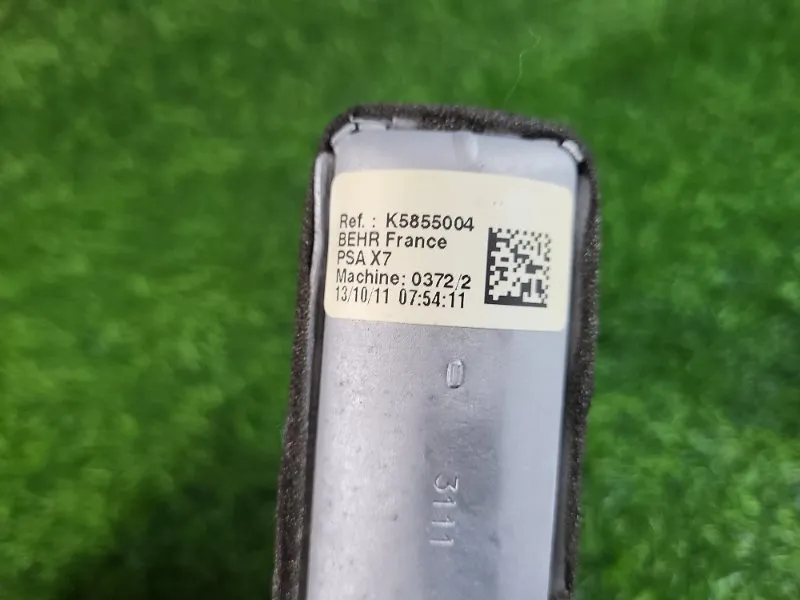 Ref. : K5855004
BEHR France
PSA X7
Machine: 0372/2
13/10/11 07:54:11
0
3111